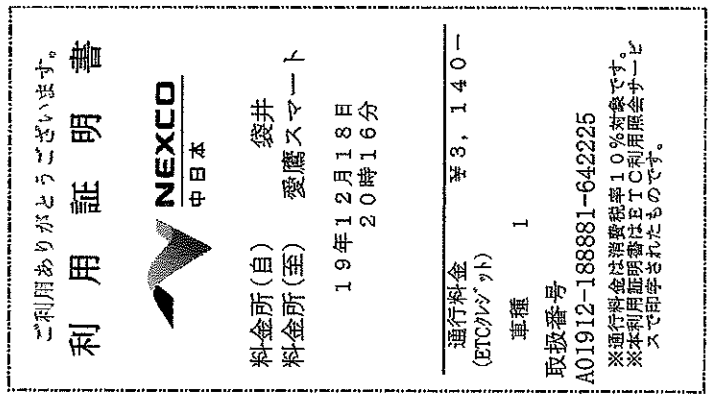 ご利用ありがとうございます。
利用証明書
NEXCO
中日本
料金所(自) 袋井
料金所(至) 愛鷹スマート
19年12月18日
20時16分
通行料金 ¥3,140-
(ETCクレジット)
車種 1
取扱番号
A01912-188881-642225
※通行料金は消費税率10%対象です。
※本利用証明書はETC利用照会サービ
スで印字されたものです。